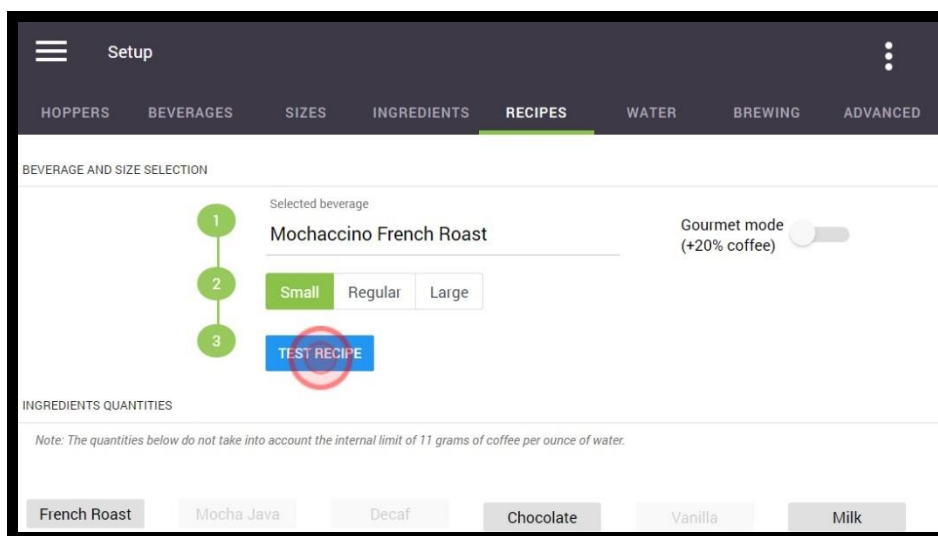 Setup
HOPPERS BEVERAGES SIZES INGREDIENTS RECIPES WATER BREWING ADVANCED
BEVERAGE AND SIZE SELECTION
1
Selected beverage
Mochaccino French Roast
Gourmet mode
(+20% coffee)
2
Small Regular Large
3
TEST RECIPE
INGREDIENTS QUANTITIES
Note: The quantities below do not take into account the internal limit of 11 grams of coffee per ounce of water.
French Roast Mocha Java Decaf Chocolate Vanilla Milk